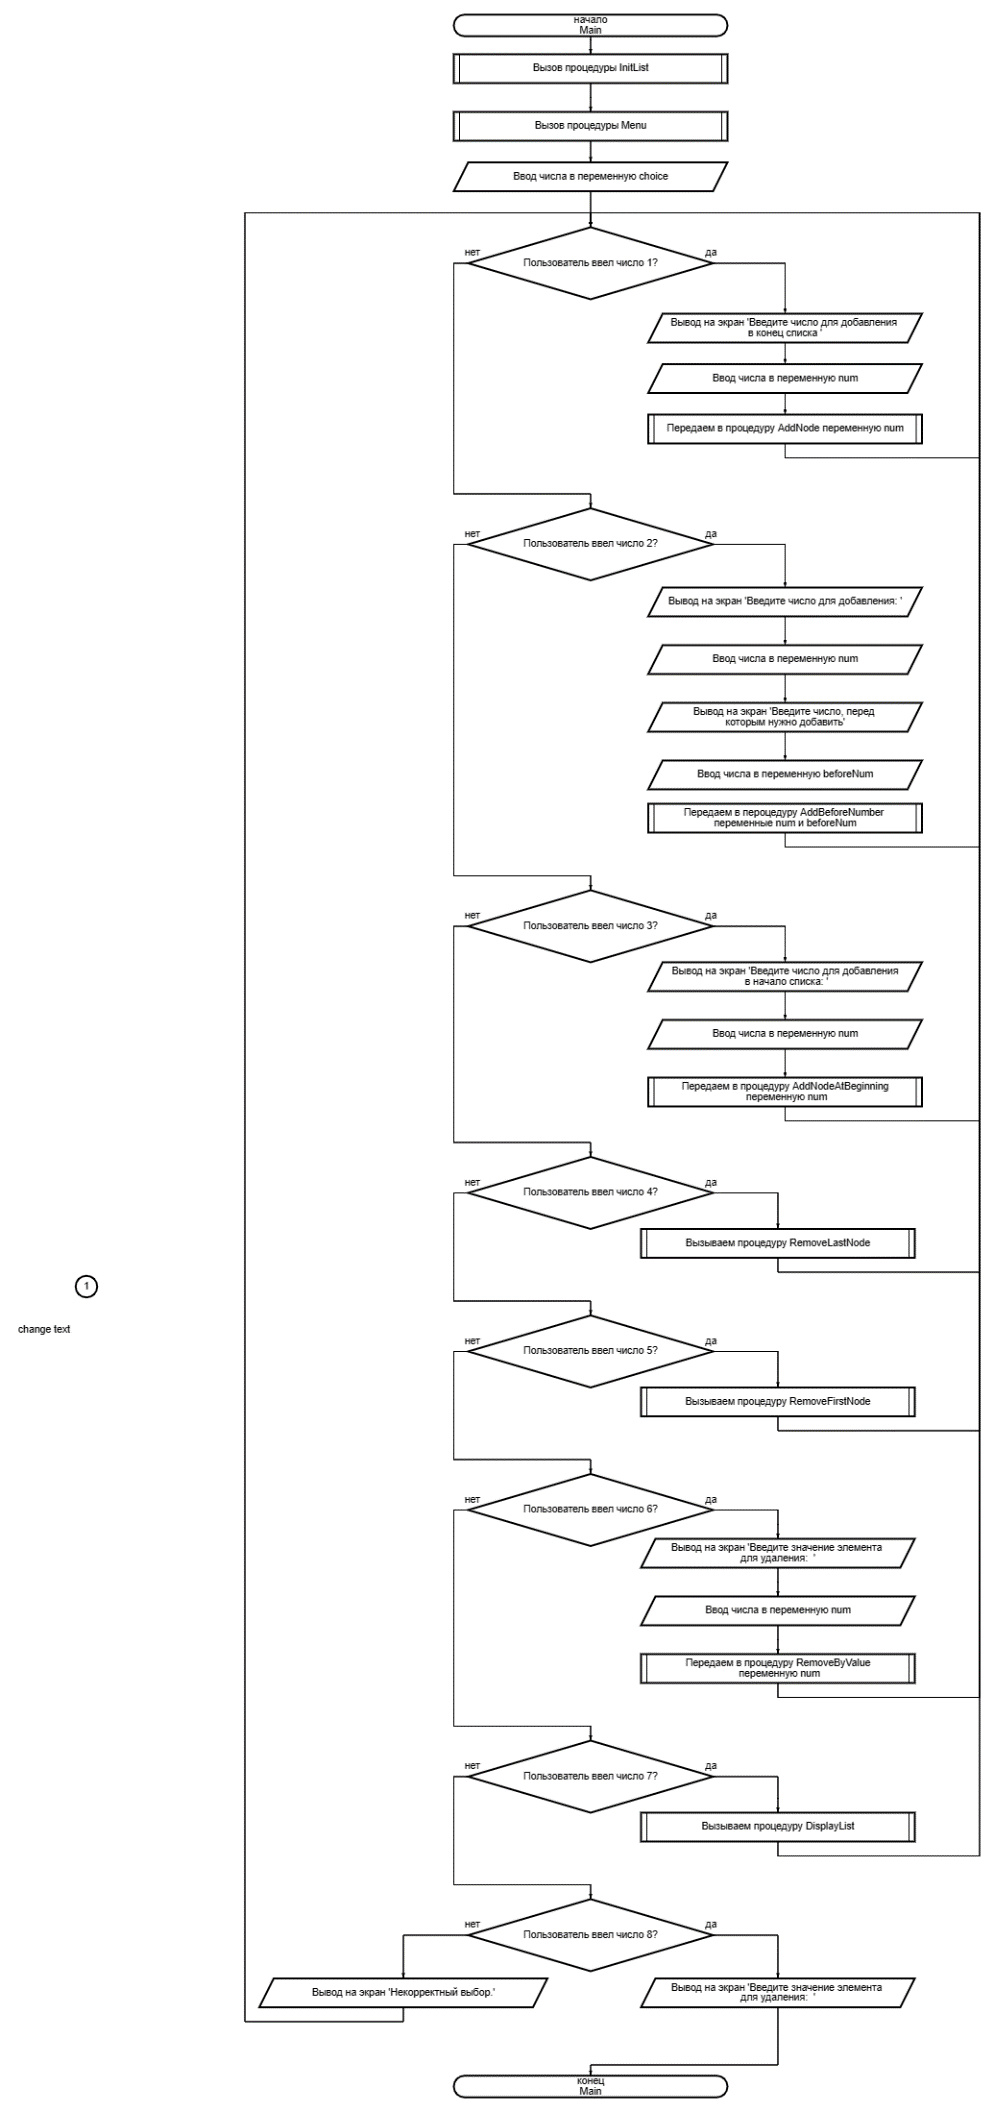 начало
Main
Вызов процедуры InitList
Вызов процедуры Menu
Ввод числа в переменную choice
нет
Пользователь ввел число 1?
да
Вывод на экран 'Введите число для добавления
в конец списка '
Ввод числа в переменную num
Передаем в процедуру AddNode переменную num
нет
Пользователь ввел число 2?
да
Вывод на экран 'Введите число для добавления: '
Ввод числа в переменную num
Вывод на экран 'Введите число, перед
которым нужно добавить'
Ввод числа в переменную beforeNum
Передаем в пероцедуру AddBeforeNumber
переменные num и beforeNum
нет
Пользователь ввел число 3?
да
Вывод на экран 'Введите число для добавления
в начало списка: '
Ввод числа в переменную num
Передаем в процедуру AddNodeAtBeginning
переменную num
нет
Пользователь ввел число 4?
да
Вызываем процедуру RemoveLastNode
1
change text
нет
Пользователь ввел число 5?
да
Вызываем процедуру RemoveFirstNode
нет
Пользователь ввел число 6?
да
Вывод на экран 'Введите значение элемента
для удаления:  '
Ввод числа в переменную num
Передаем в процедуру RemoveByValue
переменную num
нет
Пользователь ввел число 7?
да
Вызываем процедуру DisplayList
нет
Пользователь ввел число 8?
да
Вывод на экран 'Некорректный выбор.'
Вывод на экран 'Введите значение элемента
для удаления:  '
конец
Main